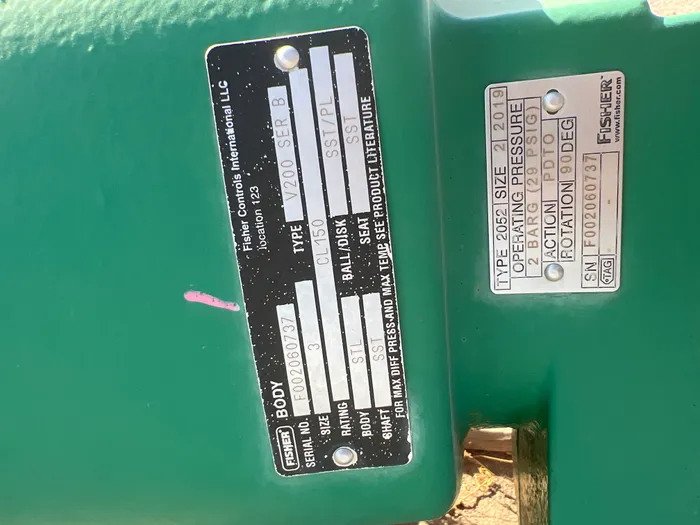 FISHER BODY
Fisher Controls International LLC
location 123
SERIAL NO. F002060737 TYPE V200 SER B
SIZE 3
RATING CL150
BODY STL BALL/DISK SST/PL
SHAFT SST SEAT SST
FOR MAX DIFF PRESS AND MAX TEMP SEE PRODUCT LITERATURE
TYPE 2052 SIZE 2 2019
OPERATING PRESSURE
2 BARG (29 PSIG)
ACTION PDTO
ROTATION 90DEG
SN F002060737
TAG - -
FISHER™
www.fisher.com